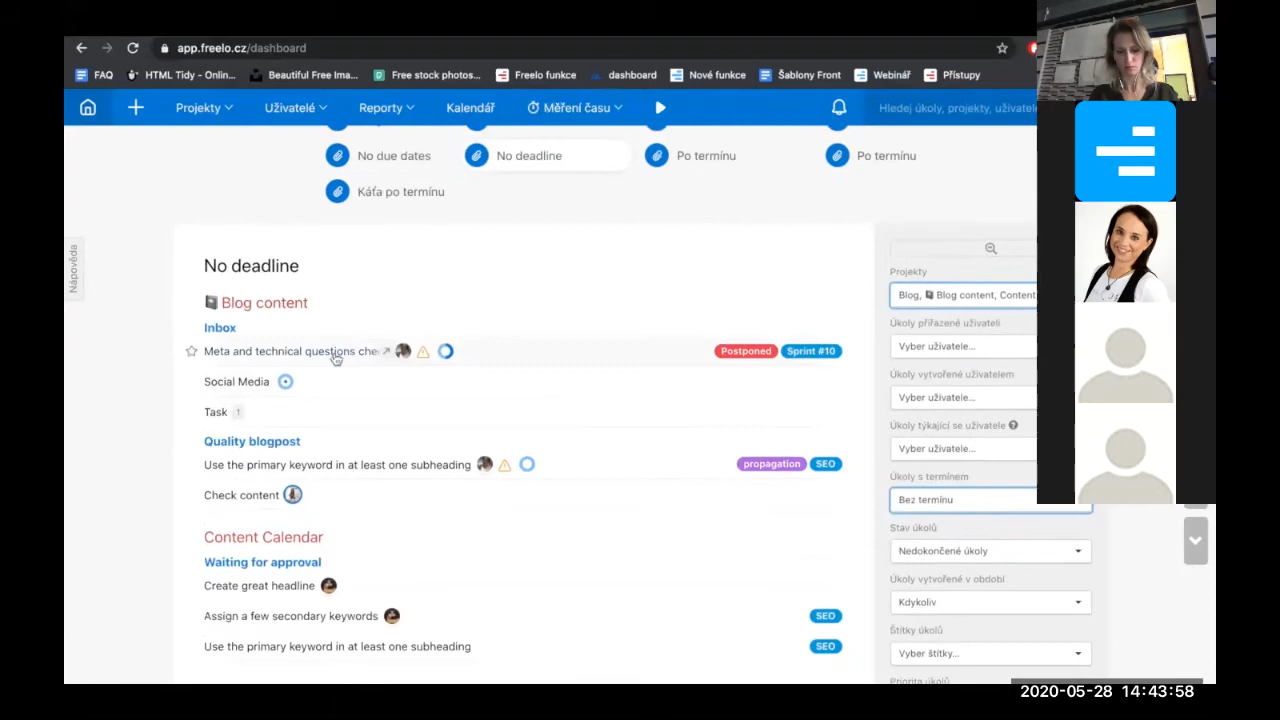 app.freelo.cz/dashboard
FAQ
HTML Tidy - Onlin...
Beautiful Free Ima...
Free stock photos...
Freelo funkce
dashboard
Nové funkce
Šablony Front
Webinář
Přístupy
Projekty
Uživatelé
Reporty
Kalendář
Měření času
Hledej úkoly, projekty, uživatele
No due dates
No deadline
Po termínu
Po termínu
Káťa po termínu
Nápověda
No deadline
Blog content
Inbox
Meta and technical questions che
Postponed
Sprint #10
Social Media
Task 1
Quality blogpost
Use the primary keyword in at least one subheading
propagation
SEO
Check content
Content Calendar
Waiting for approval
Create great headline
Assign a few secondary keywords
SEO
Use the primary keyword in at least one subheading
SEO
Projekty
Blog, Blog content, Content
Úkoly přiřazené uživateli
Vyber uživatele...
Úkoly vytvořené uživatelem
Vyber uživatele...
Úkoly týkající se uživatele
Vyber uživatele...
Úkoly s termínem
Bez termínu
Stav úkolů
Nedokončené úkoly
Úkoly vytvořené v období
Kdykoliv
Štítky úkolů
Vyber štítky...
Priorita úkolů
2020-05-28 14:43:58